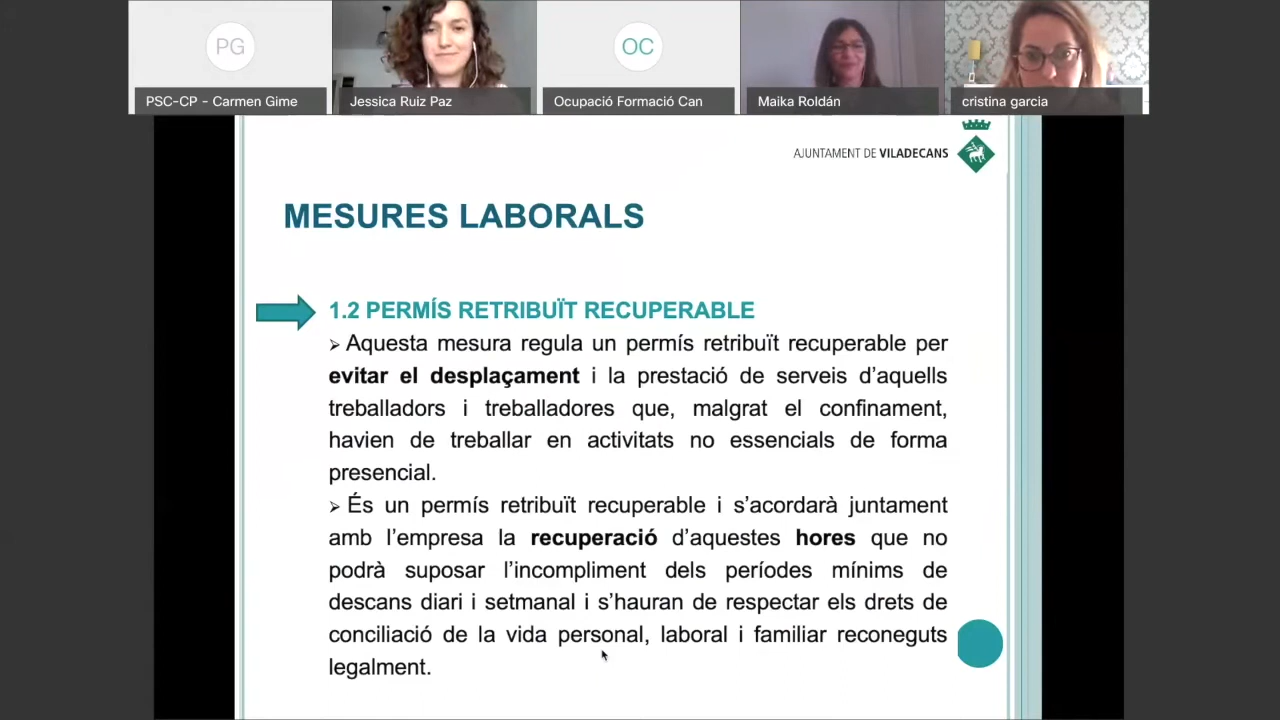 PG
OC
PSC-CP - Carmen Gime
Jessica Ruiz Paz
Ocupació Formació Can
Maika Roldán
cristina garcia
AJUNTAMENT DE VILADECANS
MESURES LABORALS
1.2 PERMÍS RETRIBUÏT RECUPERABLE
➢ Aquesta mesura regula un permís retribuït recuperable per
evitar el desplaçament i la prestació de serveis d’aquells
treballadors i treballadores que, malgrat el confinament,
havien de treballar en activitats no essencials de forma
presencial.
➢ És un permís retribuït recuperable i s’acordarà juntament
amb l’empresa la recuperació d’aquestes hores que no
podrà suposar l’incompliment dels períodes mínims de
descans diari i setmanal i s’hauran de respectar els drets de
conciliació de la vida personal, laboral i familiar reconeguts
legalment.